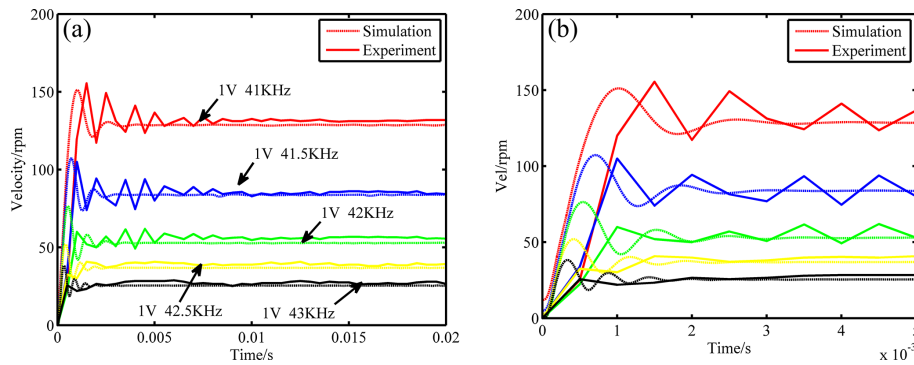 (a)
Simulation
Experiment
200
150
100
50
0
Velocity/rpm
1V 41KHz
1V 41.5KHz
1V 42KHz
1V 42.5KHz
1V 43KHz
0
0.005
0.01
0.015
0.02
Time/s
(b)
Simulation
Experiment
200
150
100
50
0
Vel/rpm
0
1
2
3
4
Time/s
x 10⁻³